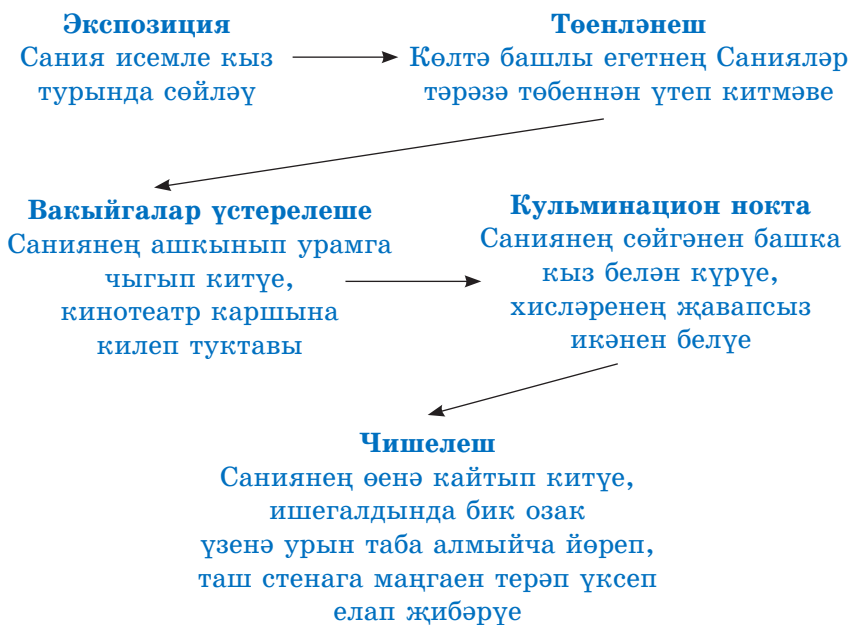 Экспозиция
Сания исемле кыз
турында сөйләү
Төенләнеш
Көлтә башлы егетнең Санияләр
тәрәзә төбеннән үтеп китмәве
Вакыйгалар үстерелеше
Саниянең ашкынып урамга
чыгып китүе,
кинотеатр каршына
килеп туктавы
Кульминацион нокта
Саниянең сөйгәнен башка
кыз белән күрүе,
хисләренең җавапсыз
икәнен белүе
Чишелеш
Саниянең өенә кайтып китүе,
ишегалдында бик озак
үзенә урын таба алмыйча йөреп,
таш стенага маңгаен терәп үксеп
елап җибәрүе